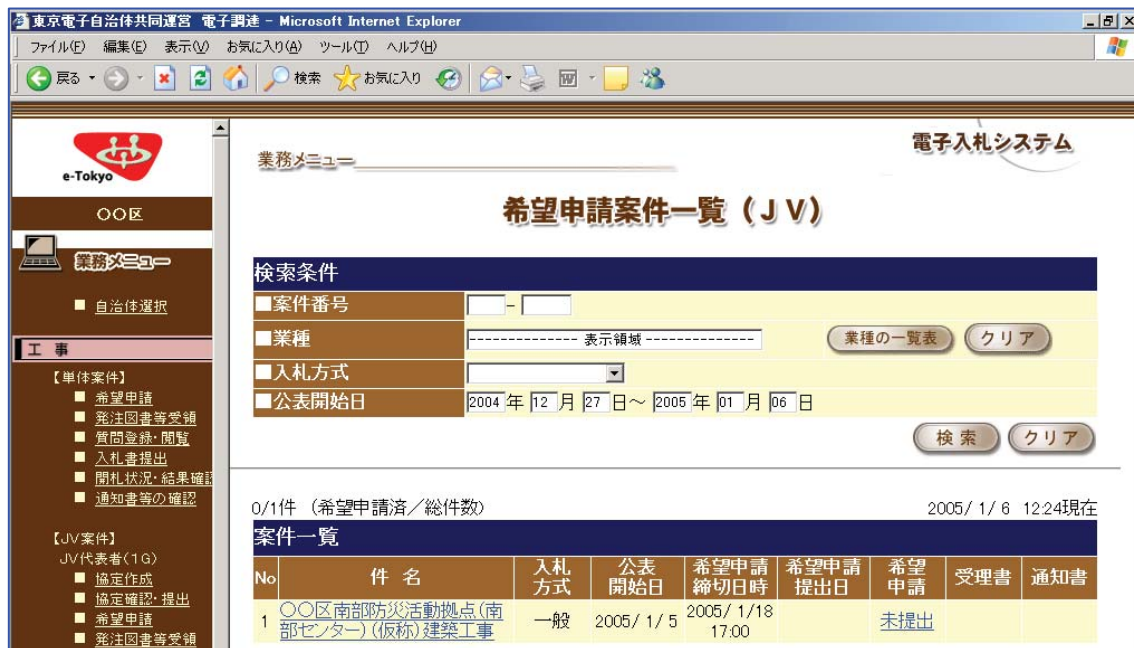 東京電子自治体共同運営 電子調達 - Microsoft Internet Explorer
ファイル(F) 編集(E) 表示(V) お気に入り(A) ツール(T) ヘルプ(H)
戻る 検索 お気に入り
e-Tokyo
〇〇区
業務メニュー
■ 自治体選択
工 事
【単体案件】
■ 希望申請
■ 発注図書等受領
■ 質問登録・閲覧
■ 入札書提出
■ 開札状況・結果確認
■ 通知書等の確認
【JV案件】
JV代表者(1G)
■ 協定作成
■ 協定確認・提出
■ 希望申請
■ 発注図書等受領
業務メニュー
電子入札システム
希望申請案件一覧（ＪＶ）
検索条件
■案件番号 -
■業種 -------------- 表示領域 -------------- 業種の一覧表 クリア
■入札方式
■公表開始日 2004 年 12 月 27 日～ 2005 年 01 月 06 日
検索 クリア
0/1件 （希望申請済／総件数） 2005/ 1/ 6 12:24現在
案件一覧
No 件 名 入札方式 公表開始日 希望申請締切日時 希望申請提出日 希望申請 受理書 通知書
1 〇〇区南部防災活動拠点(南部センター)(仮称)建築工事 一般 2005/ 1/ 5 2005/ 1/18 17:00 未提出